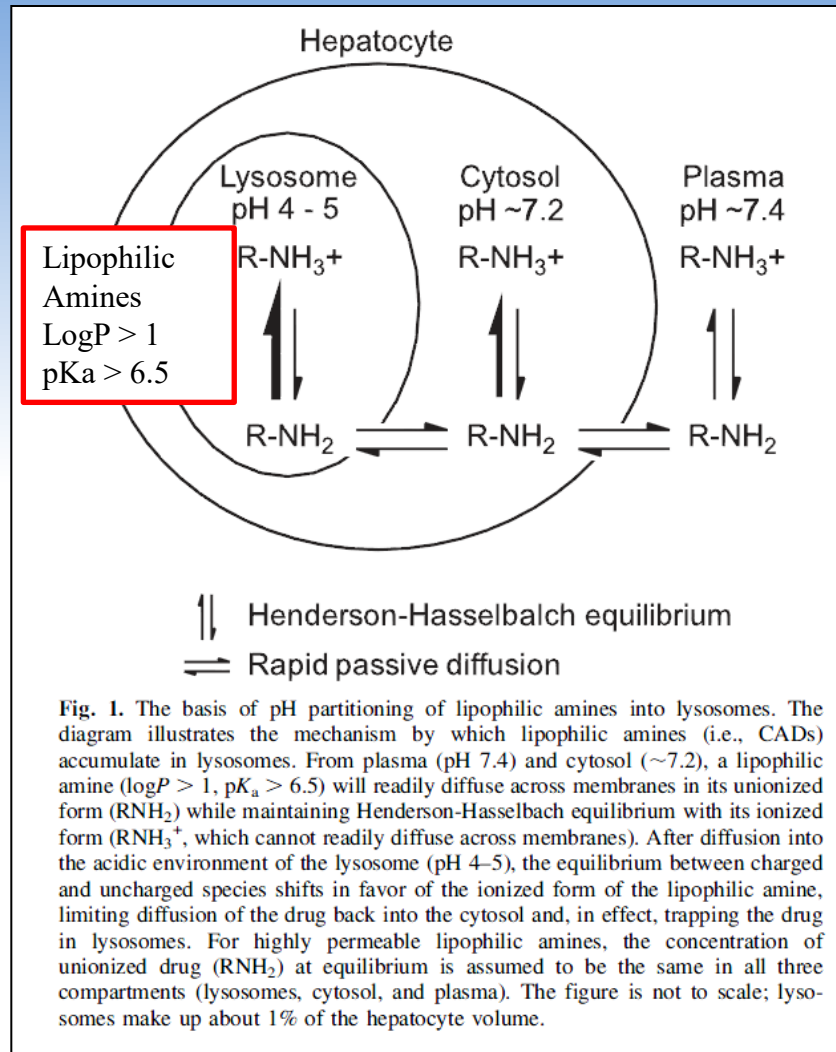 Hepatocyte
Lysosome
pH 4 - 5
Cytosol
pH ~7.2
Plasma
pH ~7.4
Lipophilic
Amines
LogP > 1
pKa > 6.5
R-NH3+
R-NH3+
R-NH3+
R-NH2
R-NH2
R-NH2
Henderson-Hasselbalch equilibrium
Rapid passive diffusion
Fig. 1. The basis of pH partitioning of lipophilic amines into lysosomes. The
diagram illustrates the mechanism by which lipophilic amines (i.e., CADs)
accumulate in lysosomes. From plasma (pH 7.4) and cytosol (~7.2), a lipophilic
amine (logP > 1, pKa > 6.5) will readily diffuse across membranes in its unionized
form (RNH2) while maintaining Henderson-Hasselbach equilibrium with its ionized
form (RNH3+, which cannot readily diffuse across membranes). After diffusion into
the acidic environment of the lysosome (pH 4–5), the equilibrium between charged
and uncharged species shifts in favor of the ionized form of the lipophilic amine,
limiting diffusion of the drug back into the cytosol and, in effect, trapping the drug
in lysosomes. For highly permeable lipophilic amines, the concentration of
unionized drug (RNH2) at equilibrium is assumed to be the same in all three
compartments (lysosomes, cytosol, and plasma). The figure is not to scale; lyso-
somes make up about 1% of the hepatocyte volume.